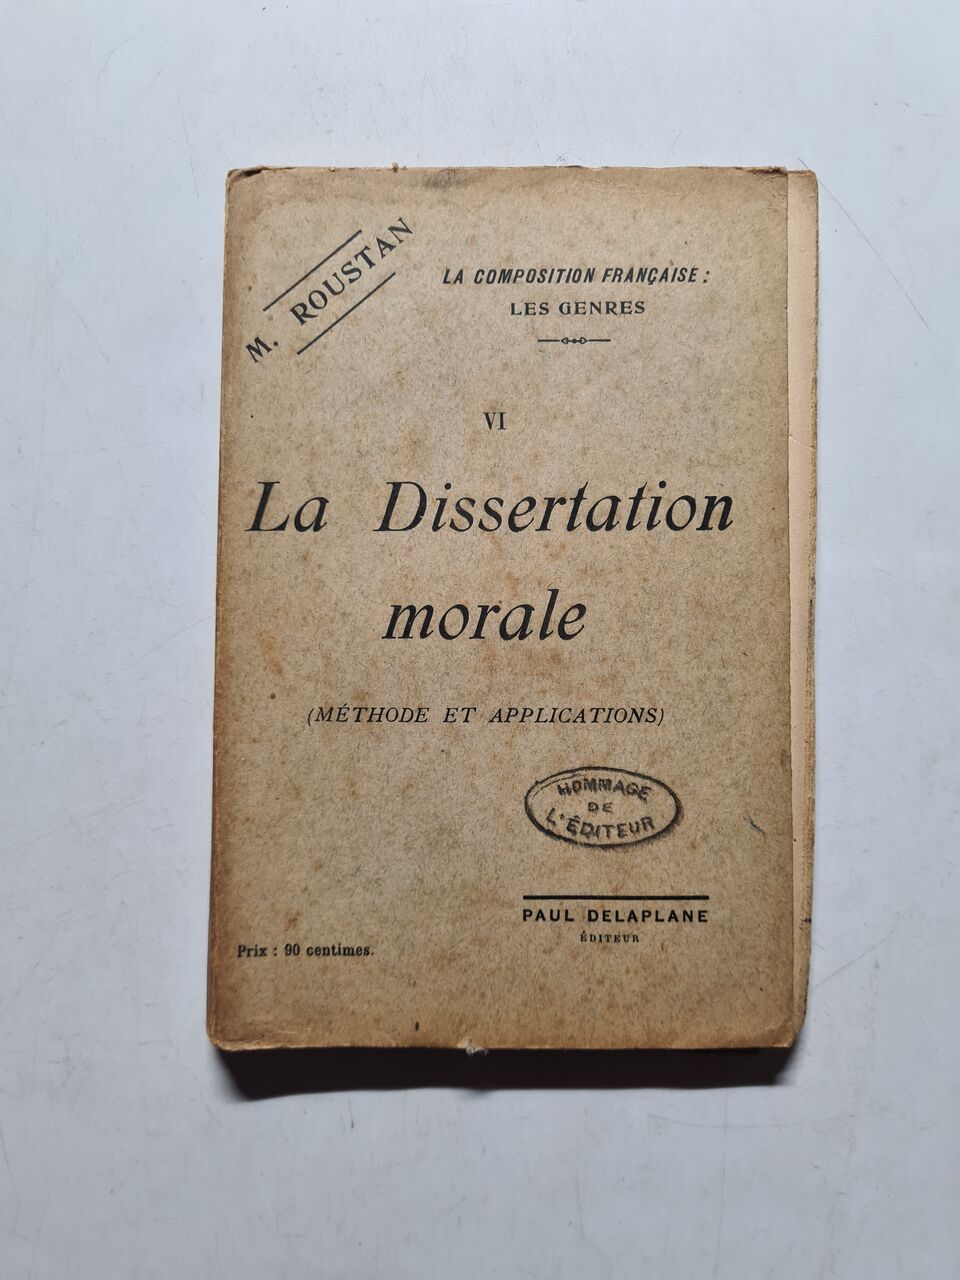 M. ROUSTAN
LA COMPOSITION FRANÇAISE :
LES GENRES
VI
La Dissertation
morale
(MÉTHODE ET APPLICATIONS)
HOMMAGE
DE
L'ÉDITEUR
PAUL DELAPLANE
ÉDITEUR
Prix : 90 centimes.